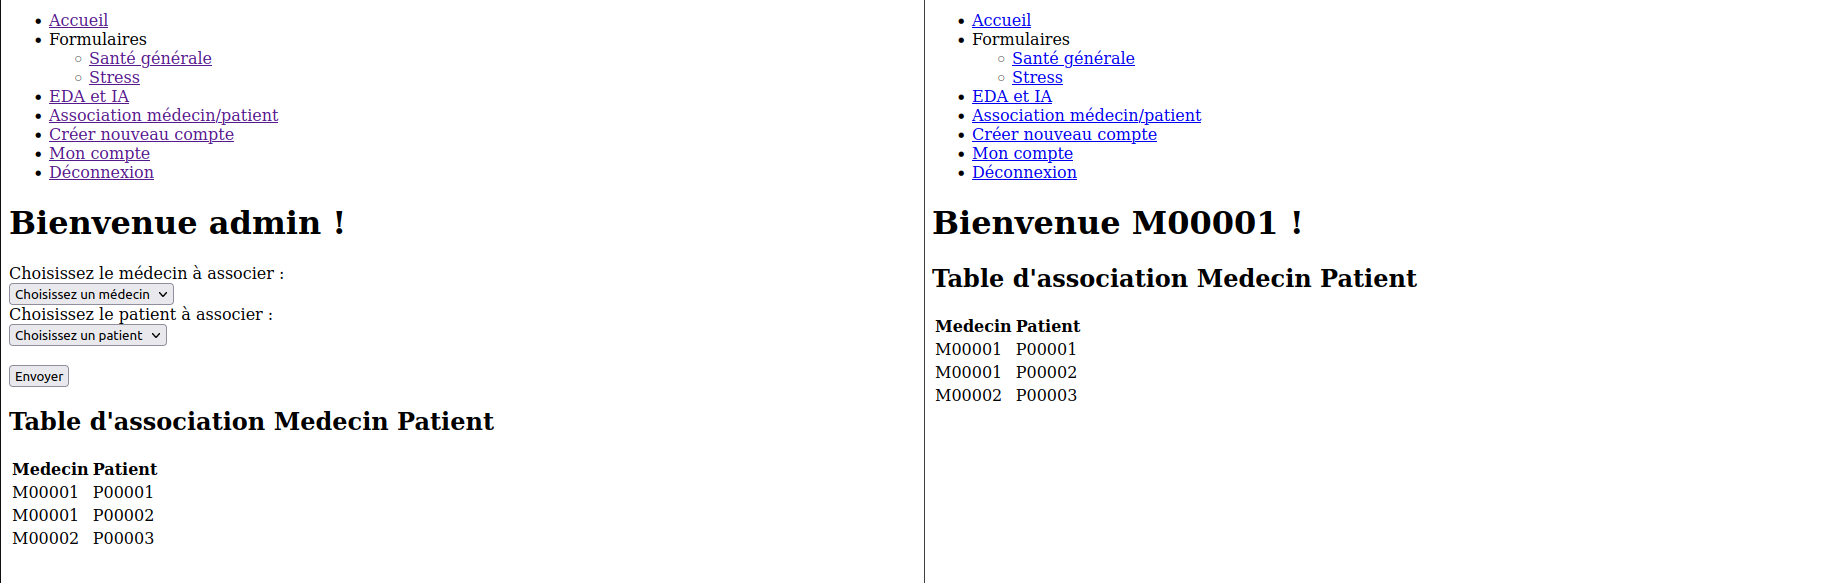 Accueil
Formulaires
Santé générale
Stress
EDA et IA
Association médecin/patient
Créer nouveau compte
Mon compte
Déconnexion
Bienvenue admin !
Choisissez le médecin à associer :
Choisissez un médecin
Choisissez le patient à associer :
Choisissez un patient
Envoyer
Table d'association Medecin Patient
Medecin Patient
M00001 P00001
M00001 P00002
M00002 P00003
Accueil
Formulaires
Santé générale
Stress
EDA et IA
Association médecin/patient
Créer nouveau compte
Mon compte
Déconnexion
Bienvenue M00001 !
Table d'association Medecin Patient
Medecin Patient
M00001 P00001
M00001 P00002
M00002 P00003